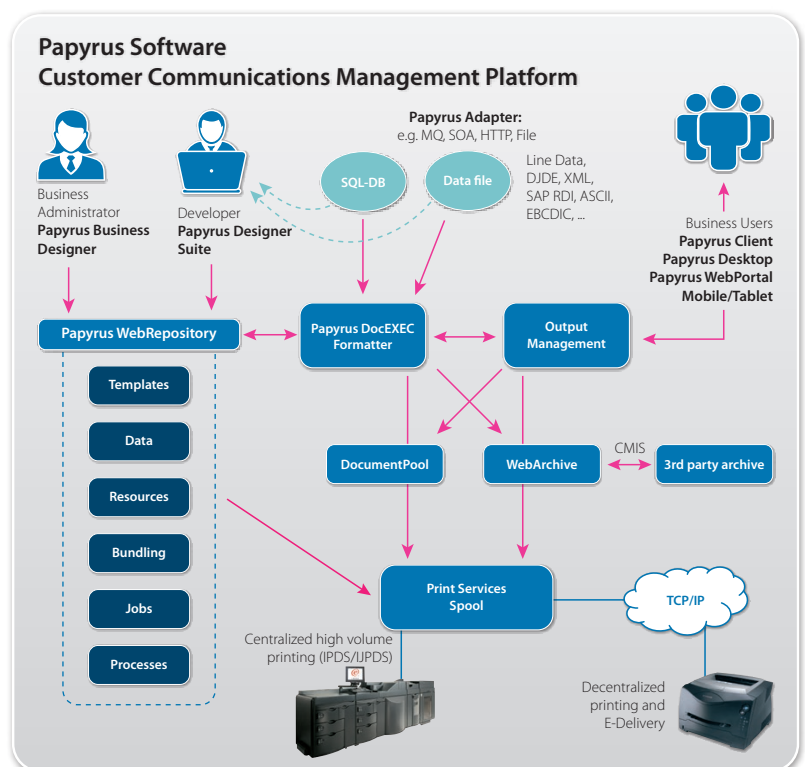 Papyrus Software
Customer Communications Management Platform
Business
Administrator
Papyrus Business
Designer
Developer
Papyrus Designer
Suite
Papyrus Adapter:
e.g. MQ, SOA, HTTP, File
SQL-DB
Data file
Line Data,
DJDE, XML,
SAP RDI, ASCII,
EBCDIC, ...
Business Users
Papyrus Client
Papyrus Desktop
Papyrus WebPortal
Mobile/Tablet
Papyrus WebRepository
Papyrus DocEXEC
Formatter
Output
Management
Templates
Data
Resources
Bundling
Jobs
Processes
DocumentPool
WebArchive
CMIS
3rd party archive
Print Services
Spool
TCP/IP
Centralized high volume
printing (IPDS/IJPDS)
Decentralized
printing and
E-Delivery